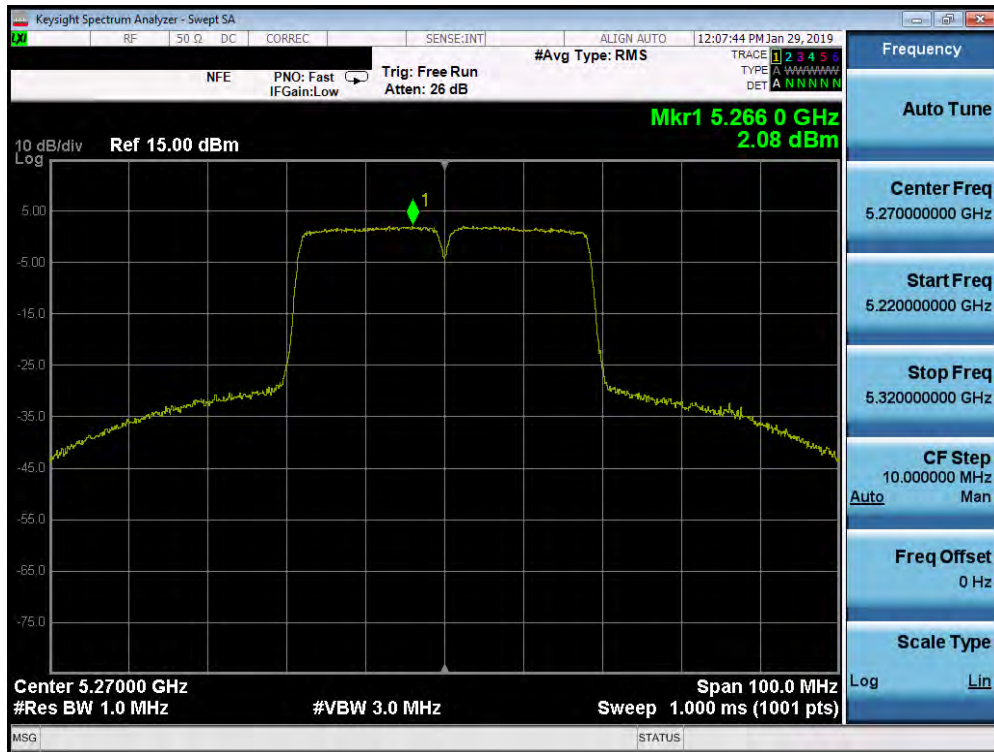 Keysight Spectrum Analyzer - Swept SA
LXI RF 50 Ω DC CORREC SENSE:INT ALIGN AUTO 12:07:44 PM Jan 29, 2019
#Avg Type: RMS TRACE 1 2 3 4 5 6
NFE PNO: Fast Trig: Free Run TYPE A WWWWW
IFGain:Low Atten: 26 dB DET A N N N N N
Mkr1 5.266 0 GHz
2.08 dBm
10 dB/div Ref 15.00 dBm
Log
1
5.00
-5.00
-15.0
-25.0
-35.0
-45.0
-55.0
-65.0
-75.0
Center 5.27000 GHz Span 100.0 MHz
#Res BW 1.0 MHz #VBW 3.0 MHz Sweep 1.000 ms (1001 pts)
MSG STATUS
Frequency
Auto Tune
Center Freq
5.270000000 GHz
Start Freq
5.220000000 GHz
Stop Freq
5.320000000 GHz
CF Step
10.000000 MHz
Auto Man
Freq Offset
0 Hz
Scale Type
Log Lin